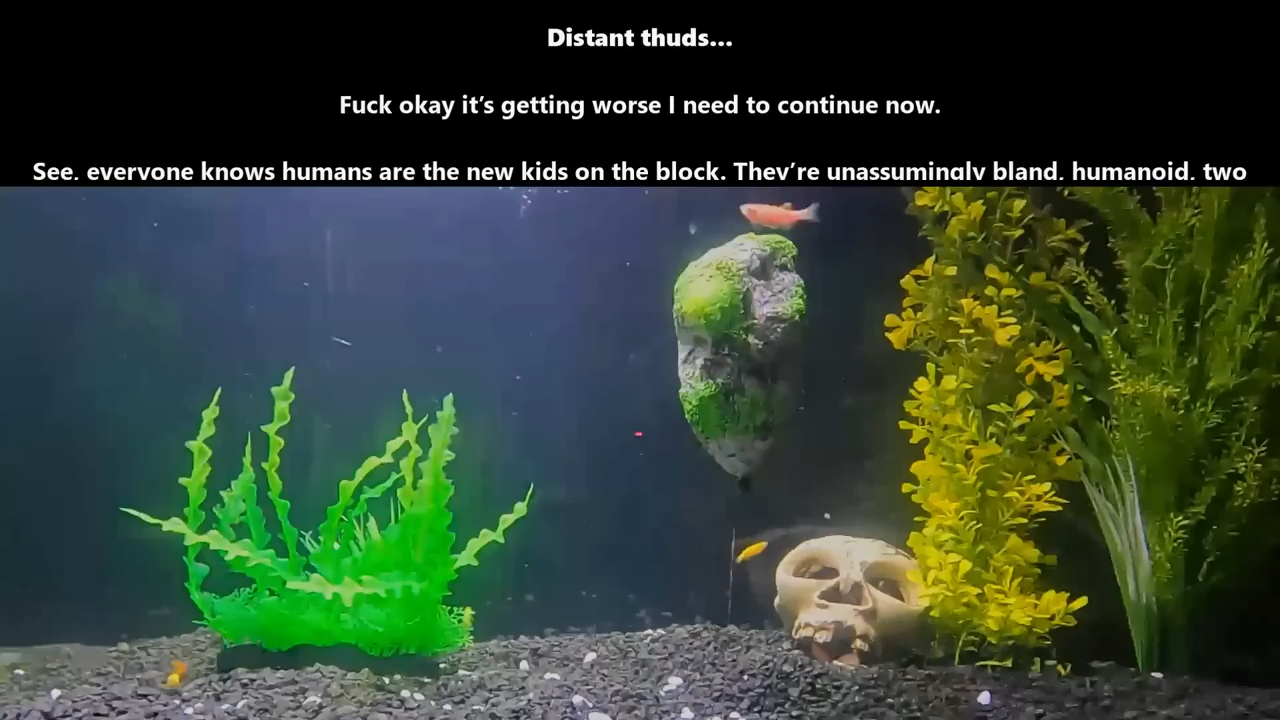 Distant thuds...
Fuck okay it’s getting worse I need to continue now.
See, everyone knows humans are the new kids on the block. They’re unassumingly bland, humanoid, two